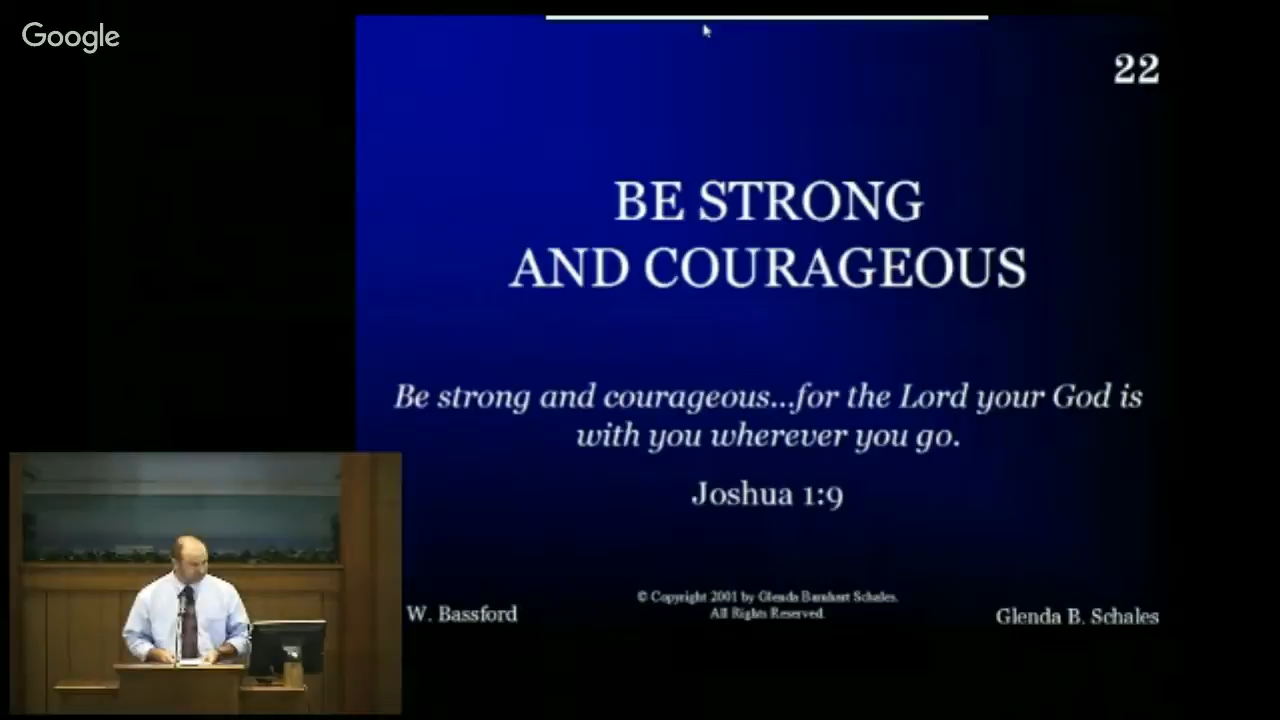 Google
22
BE STRONG
AND COURAGEOUS
Be strong and courageous...for the Lord your God is
with you wherever you go.
Joshua 1:9
© Copyright 2001 by Glenda Barnhart Schales.
All Rights Reserved.
W. Bassford
Glenda B. Schales